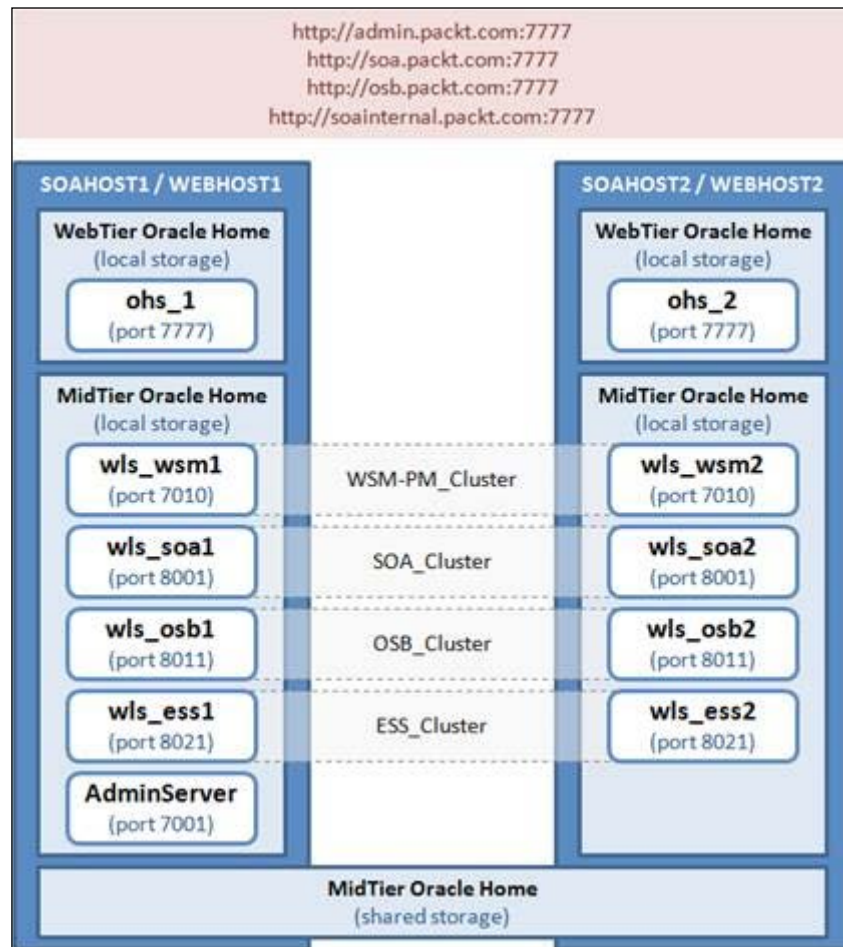 http://admin.packt.com:7777
http://soa.packt.com:7777
http://osb.packt.com:7777
http://soainternal.packt.com:7777
SOAHOST1 / WEBHOST1
WebTier Oracle Home
(local storage)
ohs_1
(port 7777)
MidTier Oracle Home
(local storage)
wls_wsm1
(port 7010)
wls_soa1
(port 8001)
wls_osb1
(port 8011)
wls_ess1
(port 8021)
AdminServer
(port 7001)
WSM-PM_Cluster
SOA_Cluster
OSB_Cluster
ESS_Cluster
SOAHOST2 / WEBHOST2
WebTier Oracle Home
(local storage)
ohs_2
(port 7777)
MidTier Oracle Home
(local storage)
wls_wsm2
(port 7010)
wls_soa2
(port 8001)
wls_osb2
(port 8011)
wls_ess2
(port 8021)
MidTier Oracle Home
(shared storage)